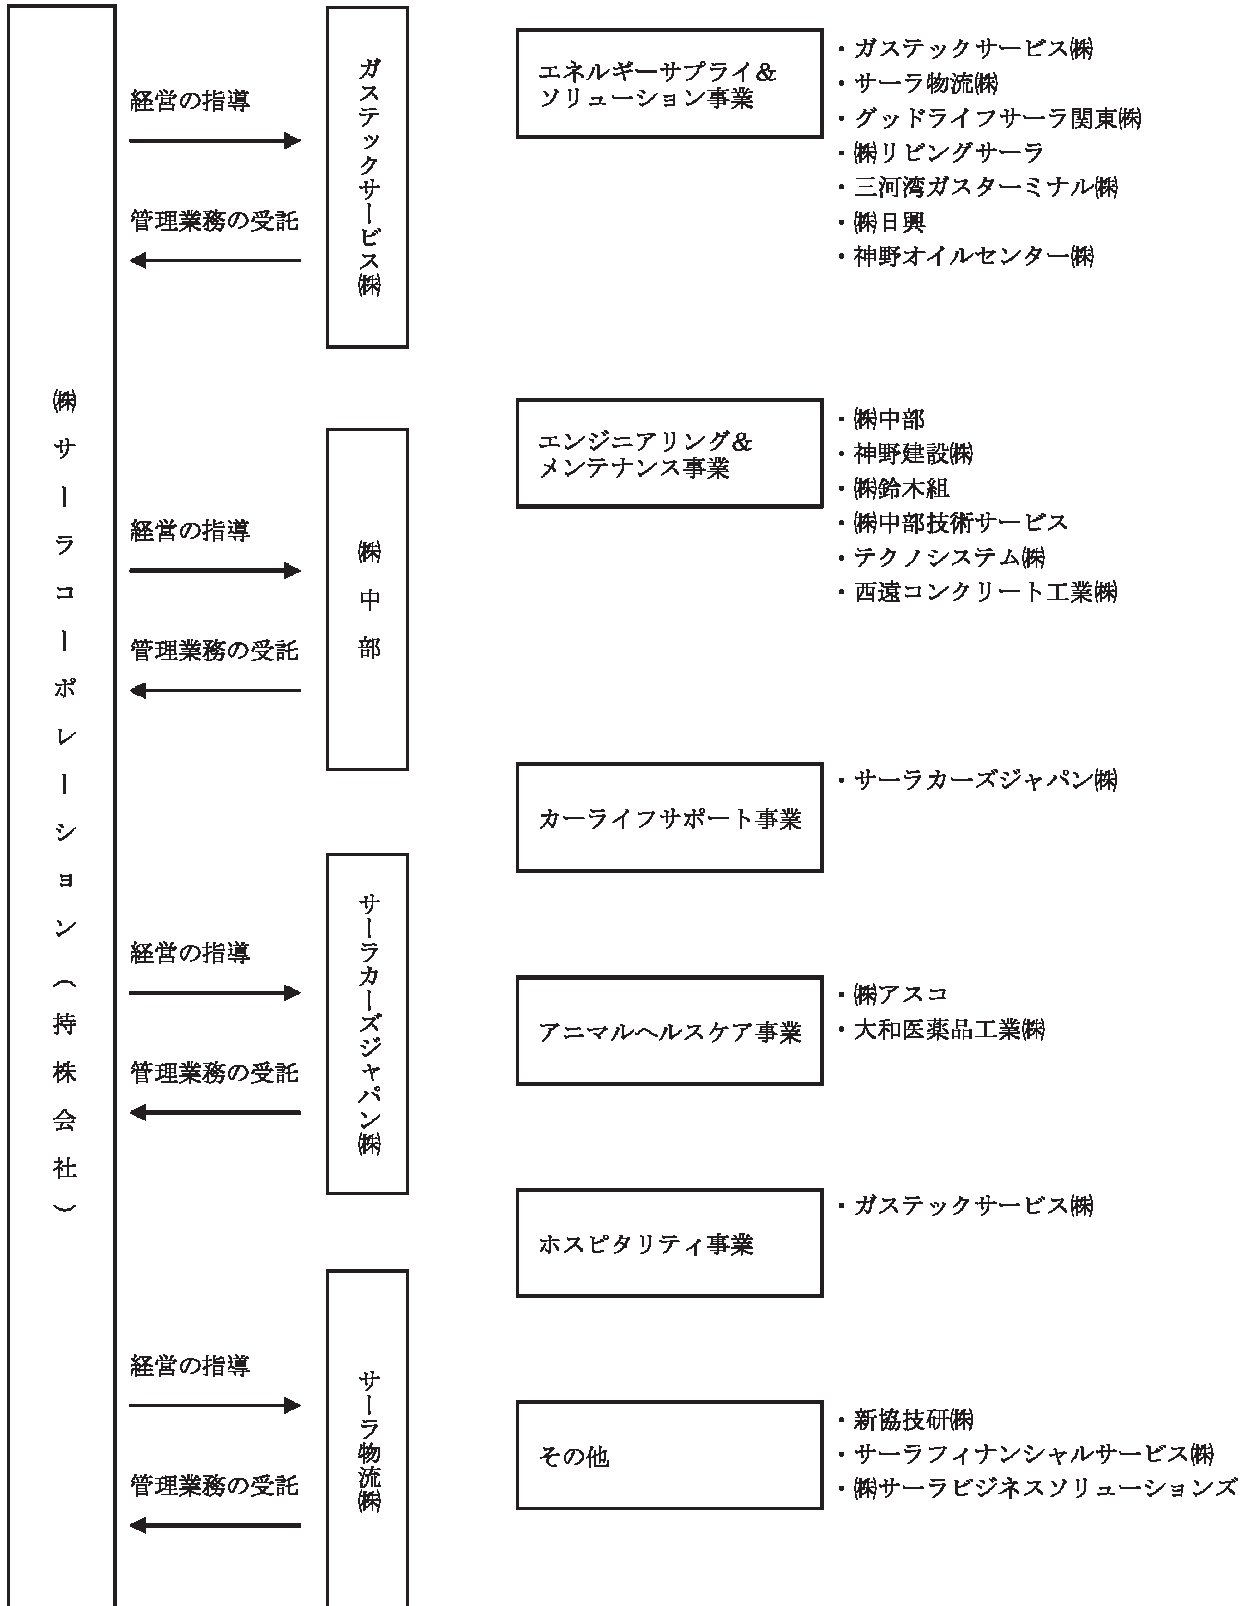 ㈱サーラコーポレーション（持株会社）
経営の指導
管理業務の受託
ガステックサービス㈱
経営の指導
管理業務の受託
㈱中部
経営の指導
管理業務の受託
サーラカーズジャパン㈱
経営の指導
管理業務の受託
サーラ物流㈱
エネルギーサプライ＆
ソリューション事業
・ガステックサービス㈱
・サーラ物流㈱
・グッドライフサーラ関東㈱
・㈱リビングサーラ
・三河湾ガスターミナル㈱
・㈱日興
・神野オイルセンター㈱
エンジニアリング＆
メンテナンス事業
・㈱中部
・神野建設㈱
・㈱鈴木組
・㈱中部技術サービス
・テクノシステム㈱
・西遠コンクリート工業㈱
カーライフサポート事業
・サーラカーズジャパン㈱
アニマルヘルスケア事業
・㈱アスコ
・大和医薬品工業㈱
ホスピタリティ事業
・ガステックサービス㈱
その他
・新協技研㈱
・サーラフィナンシャルサービス㈱
・㈱サーラビジネスソリューションズ